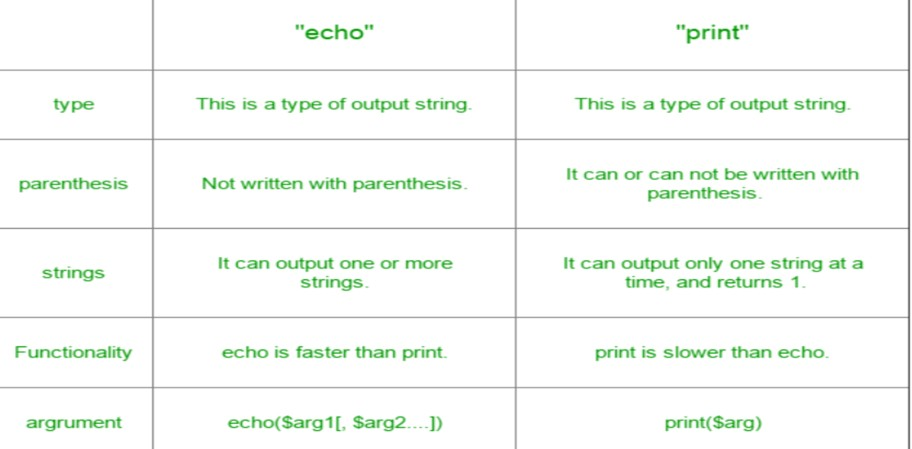 "echo" "print"
type This is a type of output string. This is a type of output string.
parenthesis Not written with parenthesis. It can or can not be written with
parenthesis.
strings It can output one or more
strings. It can output only one string at a
time, and returns 1.
Functionality echo is faster than print. print is slower than echo.
argrument echo($arg1[, $arg2....]) print($arg)